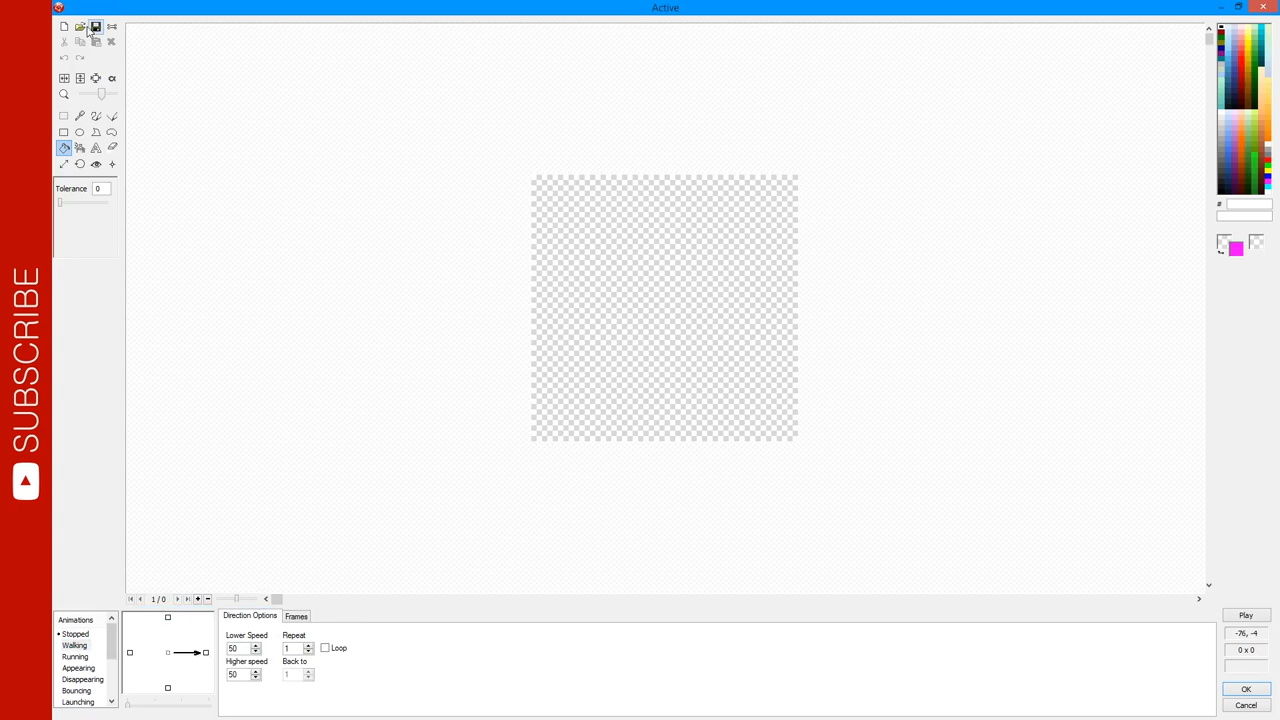 Active
SUBSCRIBE
Tolerance 0
#
1 / 0
Animations
Stopped
Walking
Running
Appearing
Disappearing
Bouncing
Launching
Direction Options Frames
Lower Speed Repeat
50 1 Loop
Higher speed Back to
50 1
Play
-76, -4
0 x 0
OK
Cancel